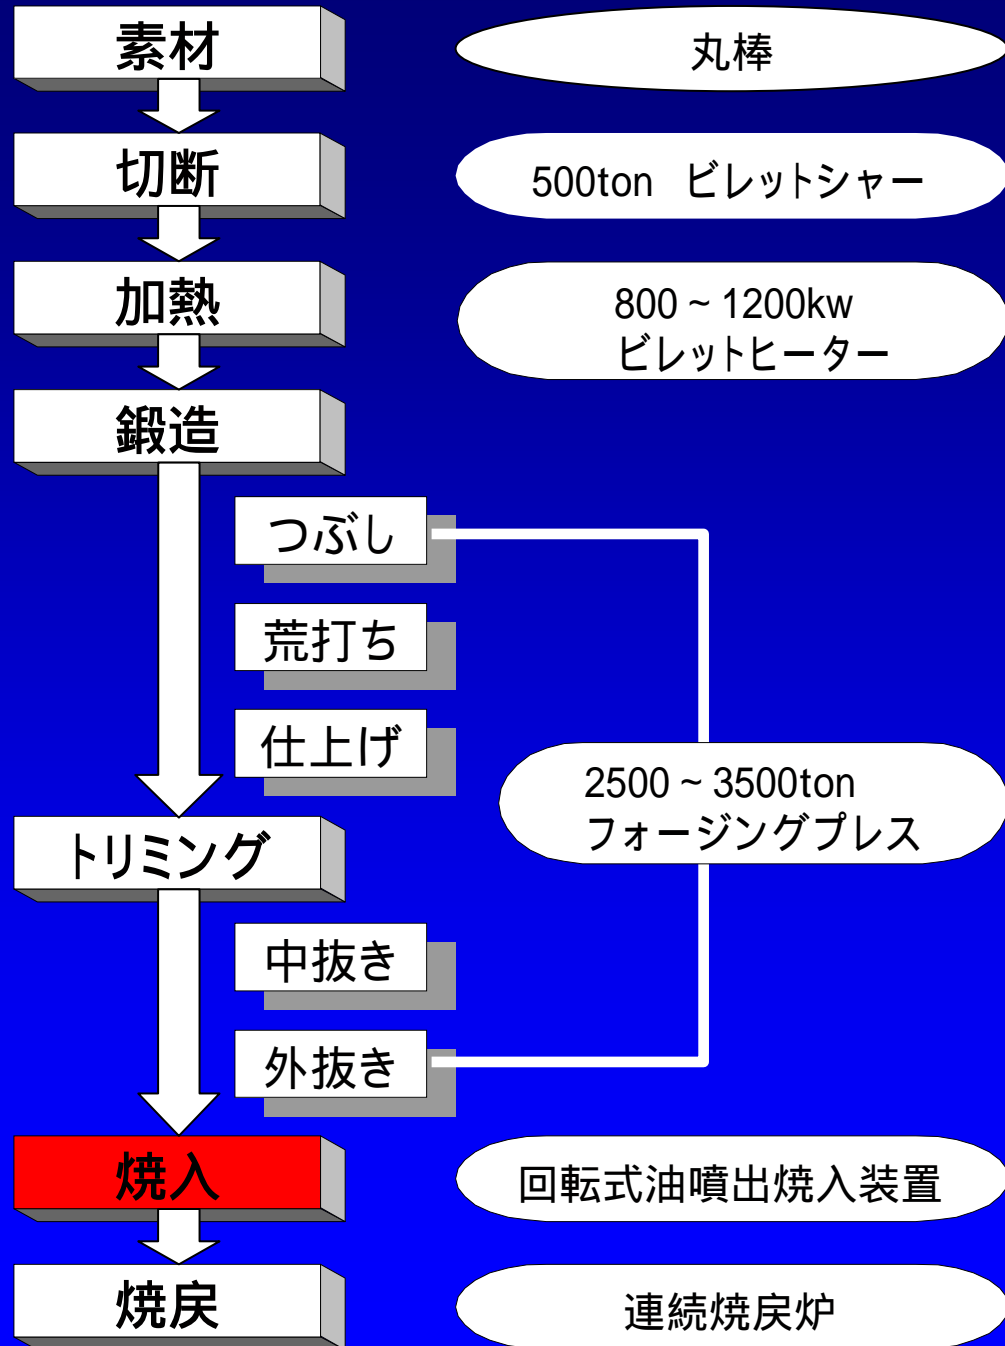 素材
丸棒
切断
500ton ビレットシャー
加熱
800～1200kw
ビレットヒーター
鍛造
つぶし
荒打ち
仕上げ
2500～3500ton
フォージングプレス
トリミング
中抜き
外抜き
焼入
回転式油噴出焼入装置
焼戻
連続焼戻炉